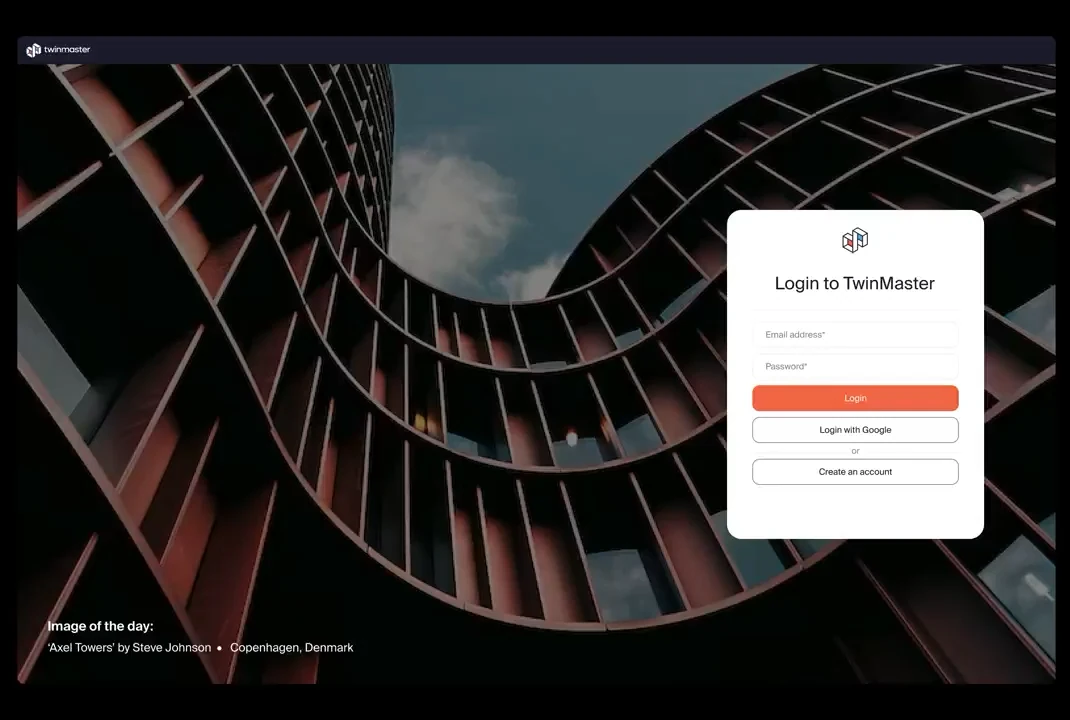 twinmaster
Login to TwinMaster
Email address*
Password*
Login
Login with Google
or
Create an account
Image of the day:
‘Axel Towers’ by Steve Johnson • Copenhagen, Denmark